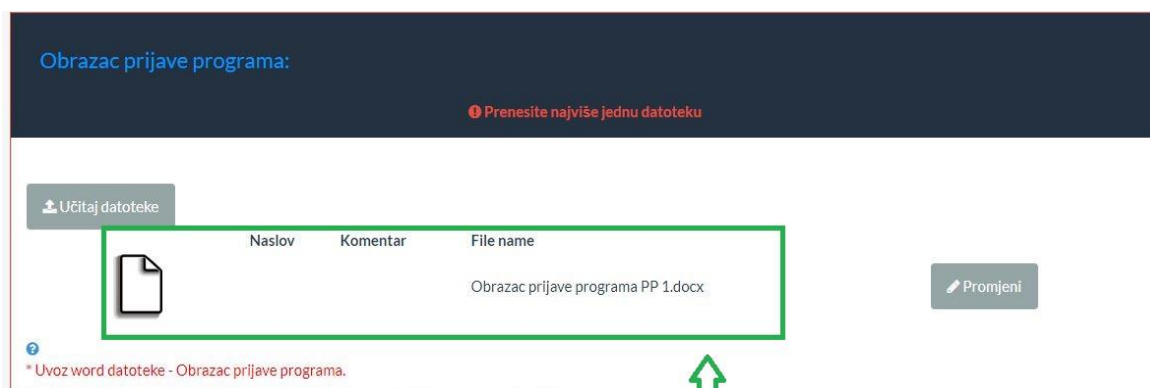 Obrazac prijave programa:
Prenesite najviše jednu datoteku
Učitaj datoteke
Naslov Komentar File name
Obrazac prijave programa PP 1.docx
Promjeni
* Uvoz word datoteke - Obrazac prijave programa.